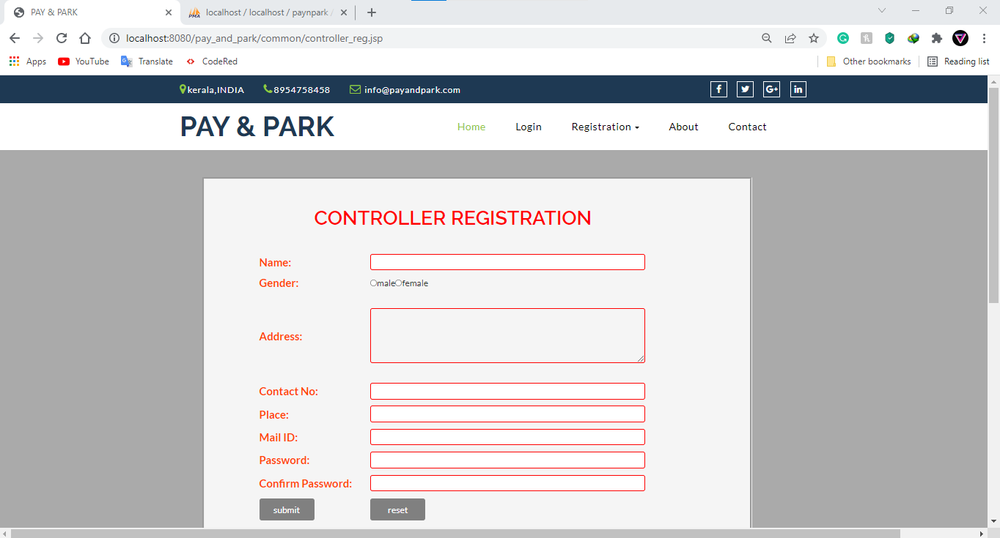 PAY & PARK
localhost / localhost / paynpark /
localhost:8080/pay_and_park/common/controller_reg.jsp
Apps YouTube Translate CodeRed Other bookmarks Reading list
kerala,INDIA 8954758458 info@payandpark.com f G+ in
PAY & PARK Home Login Registration About Contact
CONTROLLER REGISTRATION
Name:
Gender: male female
Address:
Contact No:
Place:
Mail ID:
Password:
Confirm Password:
submit reset